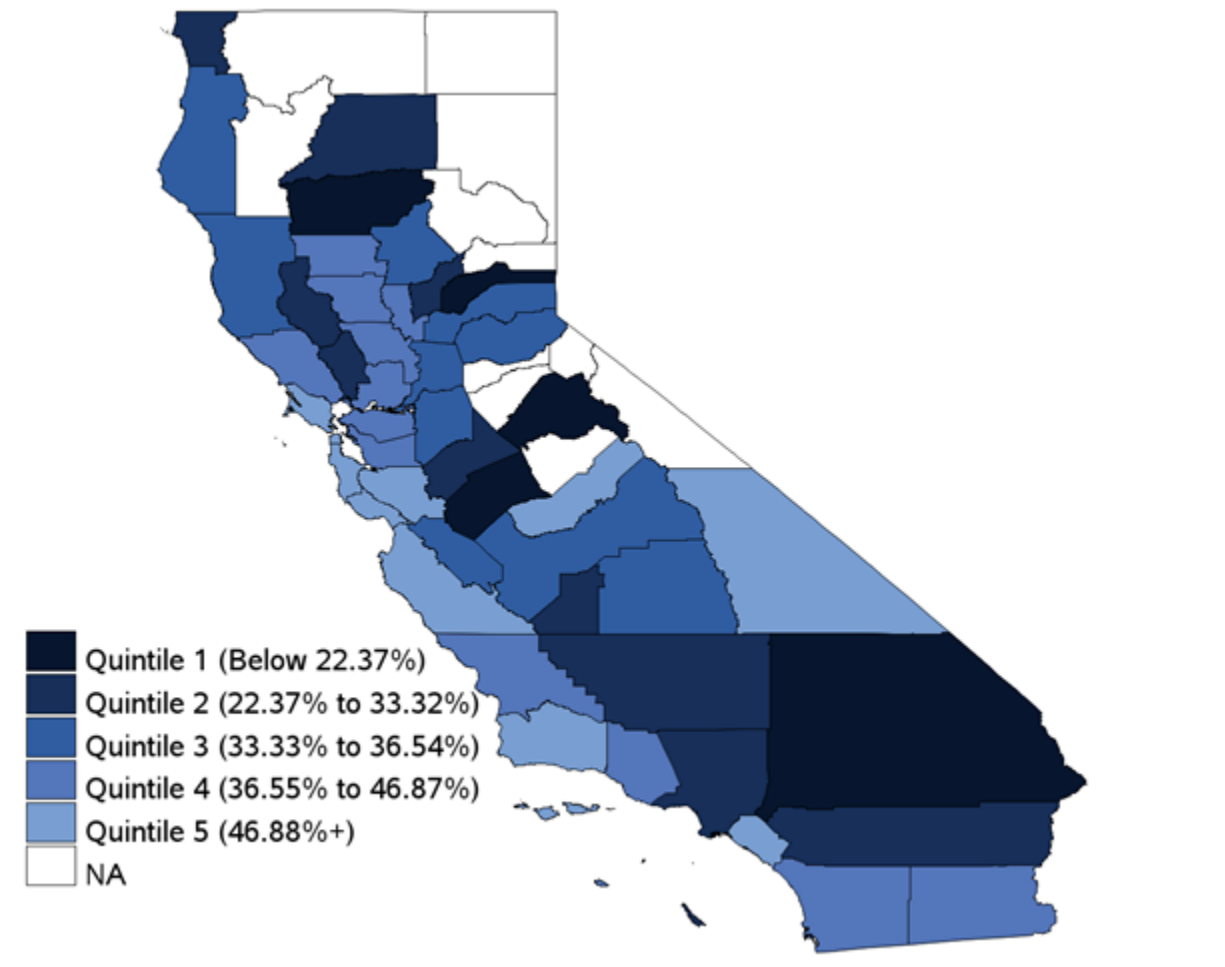 Quintile 1 (Below 22.37%)
Quintile 2 (22.37% to 33.32%)
Quintile 3 (33.33% to 36.54%)
Quintile 4 (36.55% to 46.87%)
Quintile 5 (46.88%+)
NA